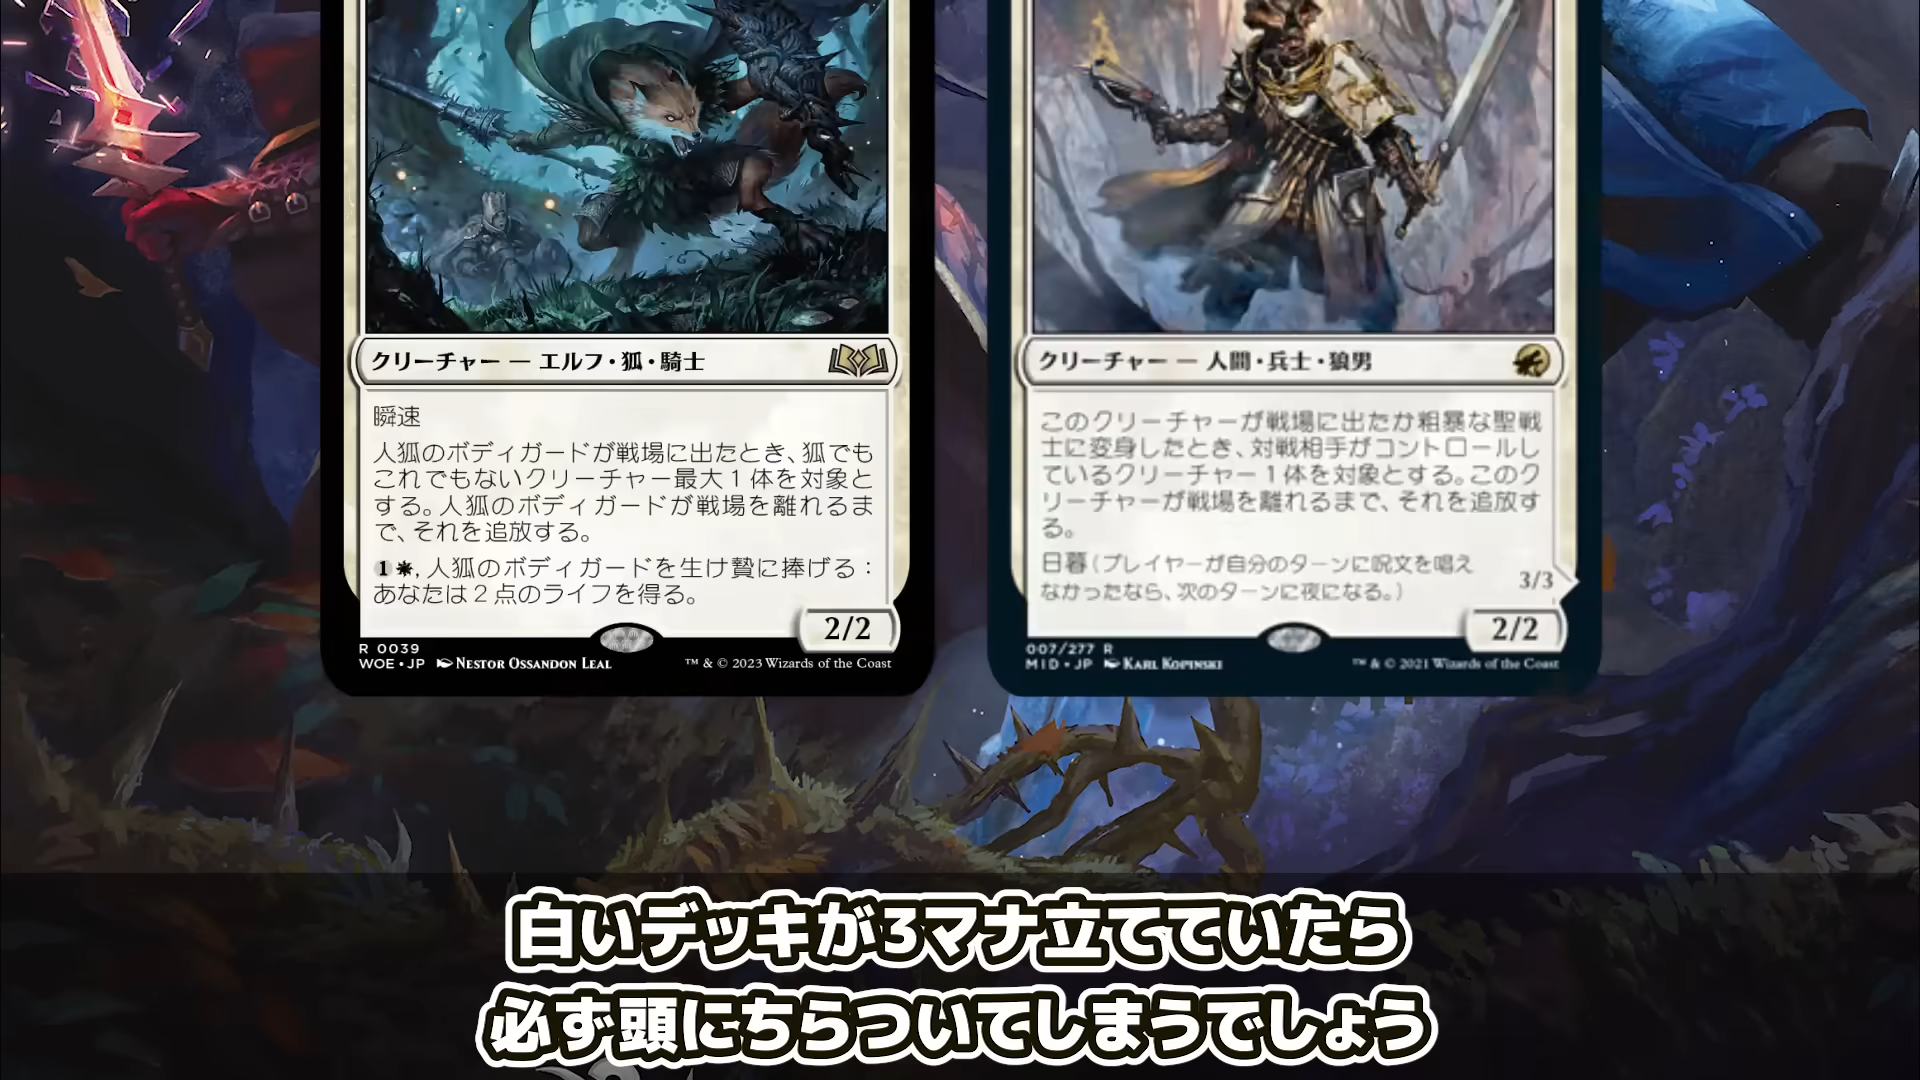 クリーチャー — エルフ・狐・騎士
瞬速
人狐のボディガードが戦場に出たとき、狐でも
これでもないクリーチャー最大1体を対象と
する。人狐のボディガードが戦場を離れるま
で、それを追放する。
1, 人狐のボディガードを生け贄に捧げる：
あなたは2点のライフを得る。
2/2
R 0039
WOE • JP NESTOR OSSANDON LEAL
™ & © 2023 Wizards of the Coast
クリーチャー — 人間・兵士・狼男
このクリーチャーが戦場に出たか粗暴な聖戦
士に変身したとき、対戦相手がコントロールし
ているクリーチャー1体を対象とする。このク
リーチャーが戦場を離れるまで、それを追放す
る。
日暮（プレイヤーが自分のターンに呪文を唱え
なかったなら、次のターンに夜になる。）
3/3
2/2
007/277 R
MID • JP KARL KOPINSKI
™ & © 2021 Wizards of the Coast
白いデッキが3マナ立てていたら
必ず頭にちらついてしまうでしょう